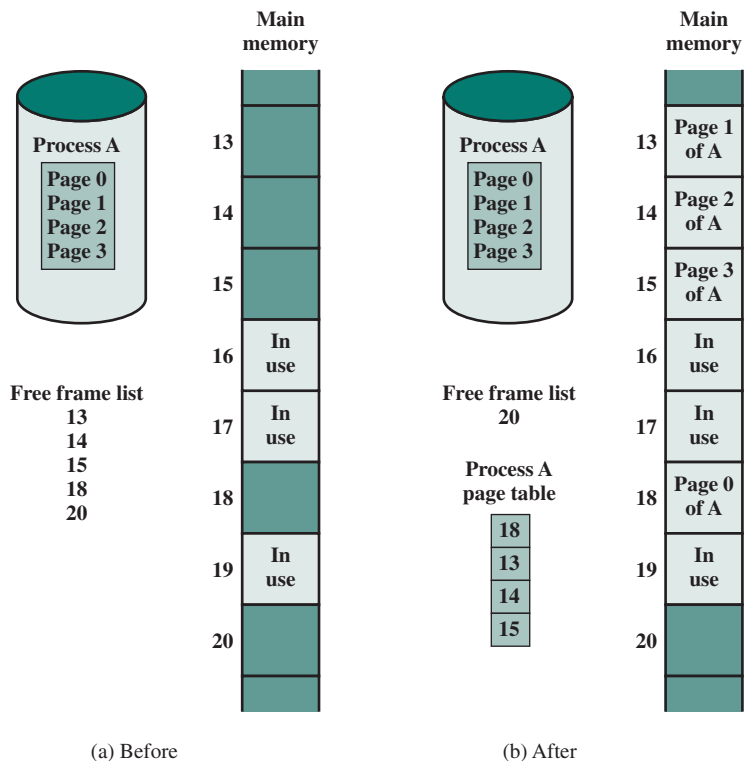 Main
memory
Process A
Page 0
Page 1
Page 2
Page 3
Free frame list
13
14
15
18
20
13
14
15
16
In
use
17
In
use
18
19
In
use
20
(a) Before
Main
memory
Process A
Page 0
Page 1
Page 2
Page 3
Free frame list
20
Process A
page table
18
13
14
15
13
Page 1
of A
14
Page 2
of A
15
Page 3
of A
16
In
use
17
In
use
18
Page 0
of A
19
In
use
20
(b) After